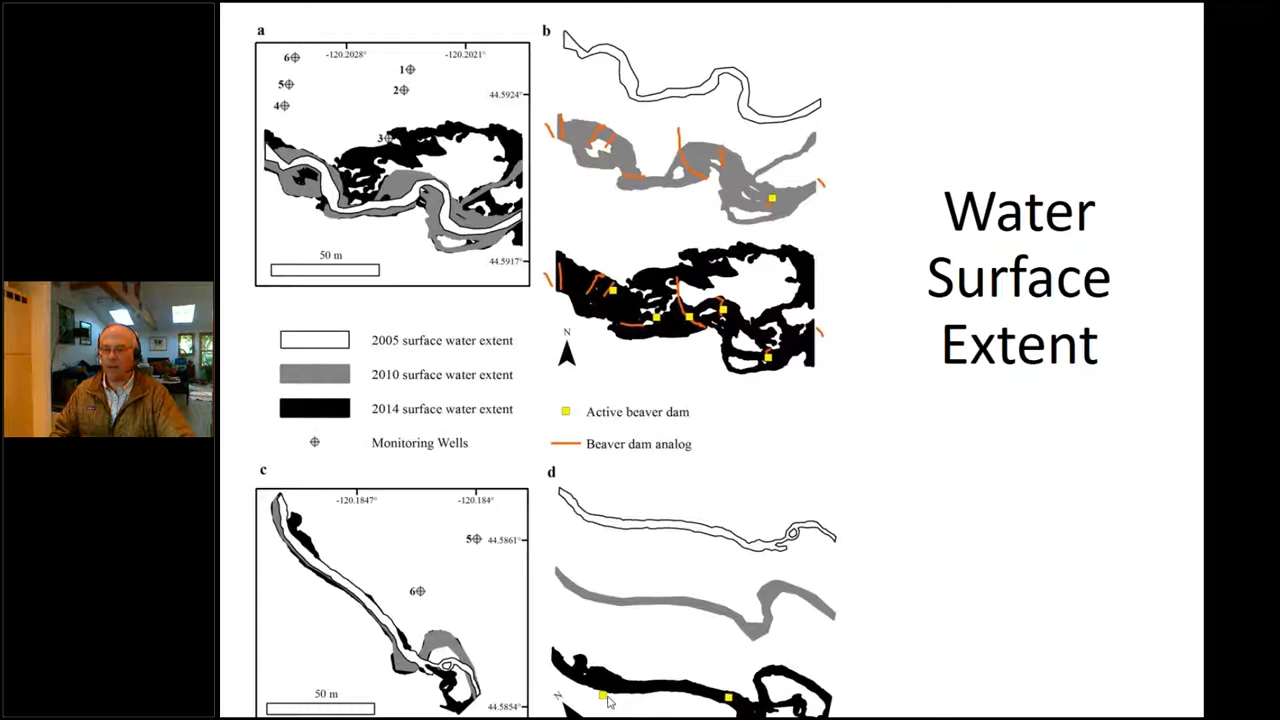 a
b
6
-120.2028°
-120.2021°
1
5
2
44.5924°
4
3
50 m
44.5917°
Water
Surface
Extent
N
2005 surface water extent
2010 surface water extent
2014 surface water extent
Monitoring Wells
Active beaver dam
Beaver dam analog
c
d
-120.1847°
-120.184°
5
44.5861°
6
50 m
44.5854°
N